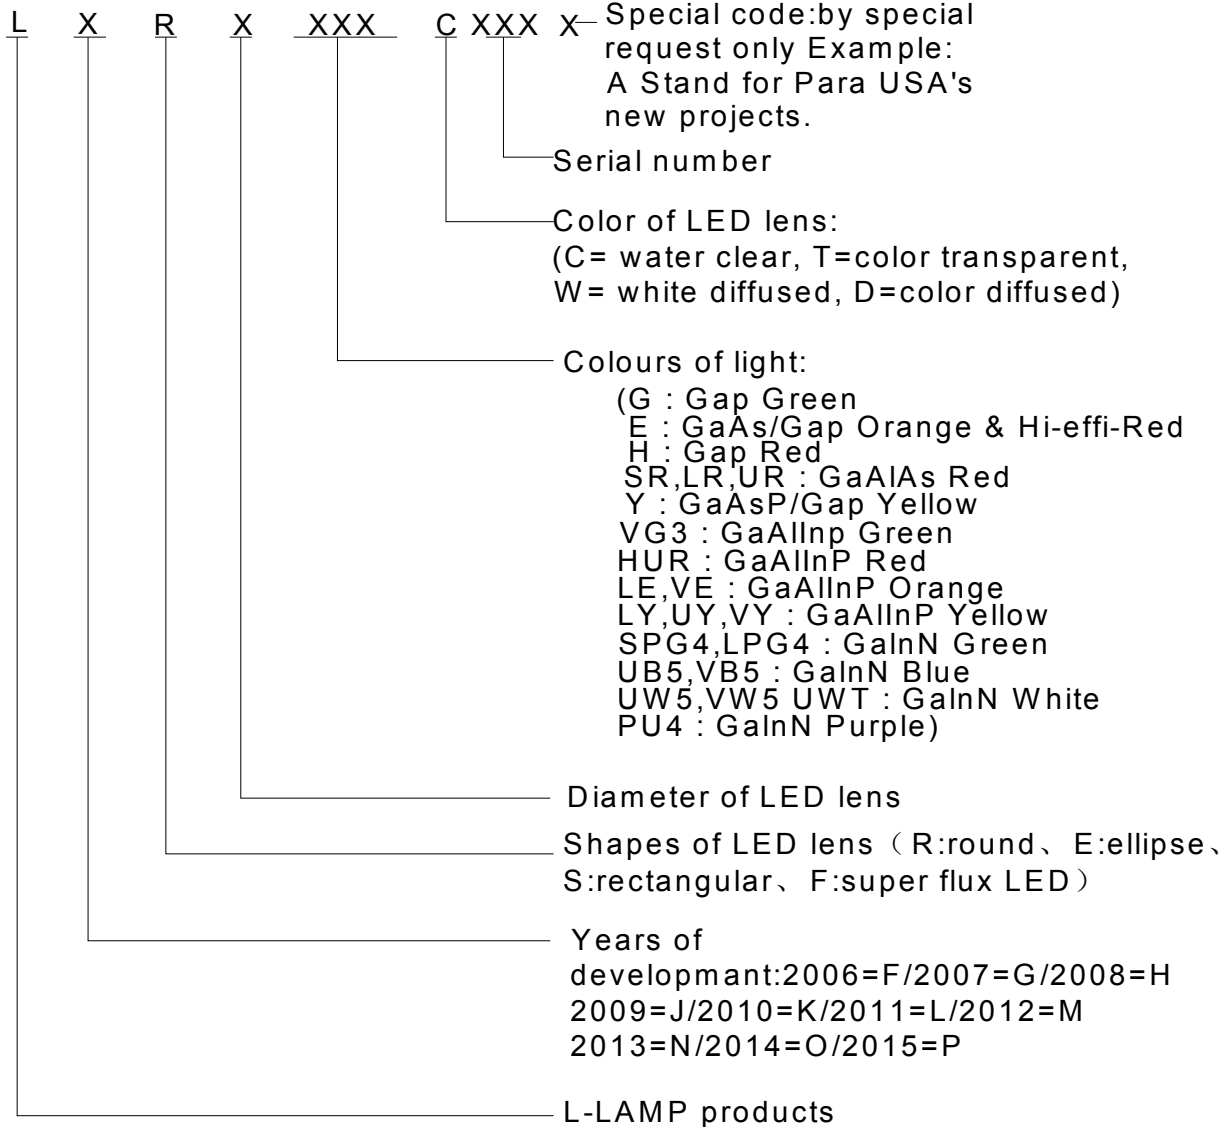 L X R X XXX C XXX X Special code:by special
request only Example:
A Stand for Para USA's
new projects.
Serial number
Color of LED lens:
(C= water clear, T=color transparent,
W= white diffused, D=color diffused)
Colours of light:
(G : Gap Green
E : GaAs/Gap Orange & Hi-effi-Red
H : Gap Red
SR,LR,UR : GaAlAs Red
Y : GaAsP/Gap Yellow
VG3 : GaAlInp Green
HUR : GaAlInP Red
LE,VE : GaAlInP Orange
LY,UY,VY : GaAlInP Yellow
SPG4,LPG4 : GaInN Green
UB5,VB5 : GaInN Blue
UW5,VW5 UWT : GaInN White
PU4 : GaInN Purple)
Diameter of LED lens
Shapes of LED lens（R:round、E:ellipse、
S:rectangular、F:super flux LED）
Years of
developmant:2006=F/2007=G/2008=H
2009=J/2010=K/2011=L/2012=M
2013=N/2014=O/2015=P
L-LAMP products